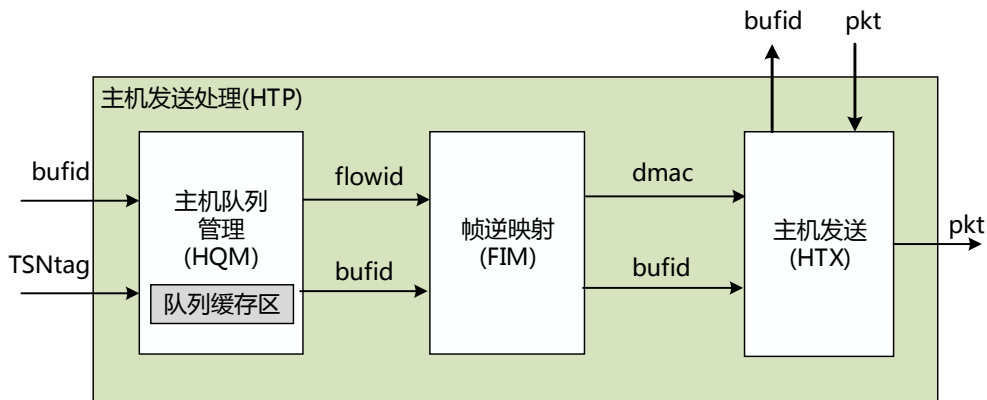 bufid
pkt
主机发送处理(HTP)
bufid
TSNtag
主机队列
管理
(HQM)
队列缓存区
flowid
bufid
帧逆映射
(FIM)
dmac
bufid
主机发送
(HTX)
pkt